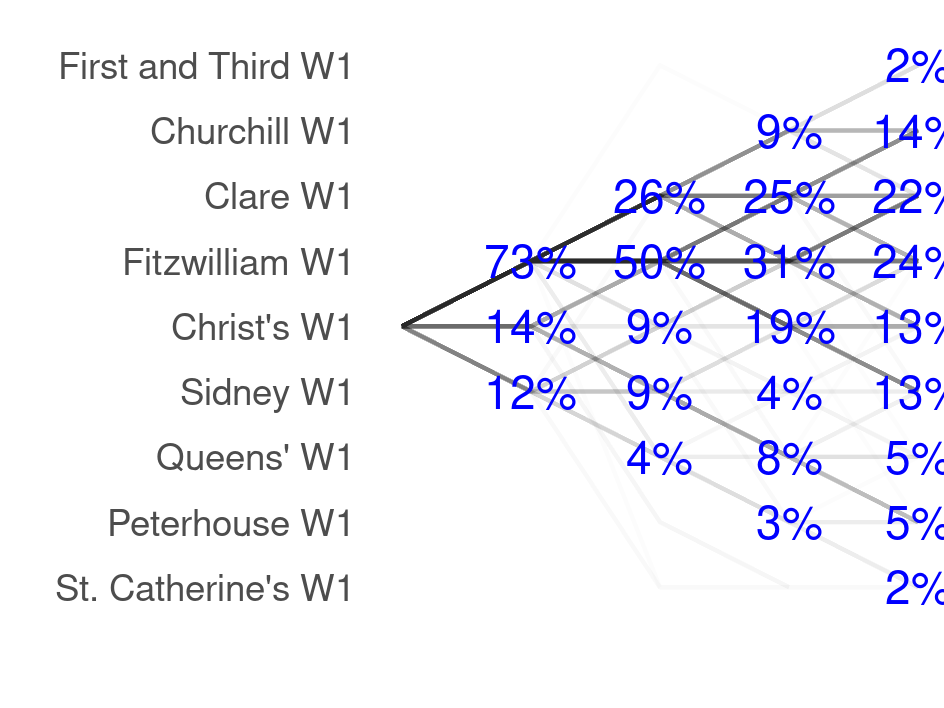 First and Third W1 2%
Churchill W1 9% 14%
Clare W1 26% 25% 22%
Fitzwilliam W1 73% 50% 31% 24%
Christ's W1 14% 9% 19% 13%
Sidney W1 12% 9% 4% 13%
Queens' W1 4% 8% 5%
Peterhouse W1 3% 5%
St. Catherine's W1 2%